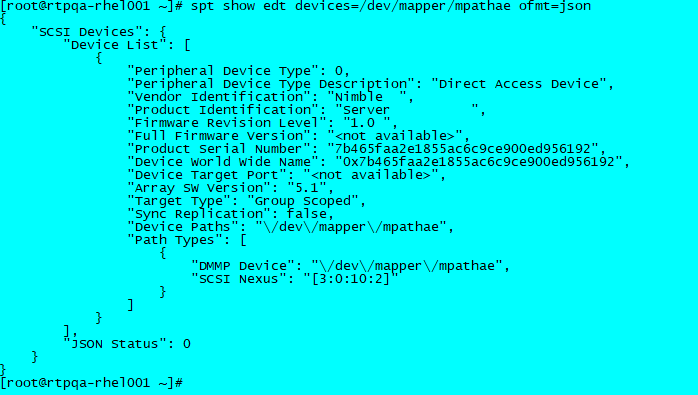 [root@rtpqa-rhel001 ~]# spt show edt devices=/dev/mapper/mpathae ofmt=json
{
    "SCSI Devices": {
        "Device List": [
            {
                "Peripheral Device Type": 0,
                "Peripheral Device Type Description": "Direct Access Device",
                "Vendor Identification": "Nimble  ",
                "Product Identification": "Server          ",
                "Firmware Revision Level": "1.0 ",
                "Full Firmware Version": "<not available>",
                "Product Serial Number": "7b465faa2e1855ac6c9ce900ed956192",
                "Device World Wide Name": "0x7b465faa2e1855ac6c9ce900ed956192",
                "Device Target Port": "<not available>",
                "Array SW Version": "5.1",
                "Target Type": "Group Scoped",
                "Sync Replication": false,
                "Device Paths": "\/dev\/mapper\/mpathae",
                "Path Types": [
                    {
                        "DMMP Device": "\/dev\/mapper\/mpathae",
                        "SCSI Nexus": "[3:0:10:2]"
                    }
                ]
            }
        ],
        "JSON Status": 0
    }
}
[root@rtpqa-rhel001 ~]#